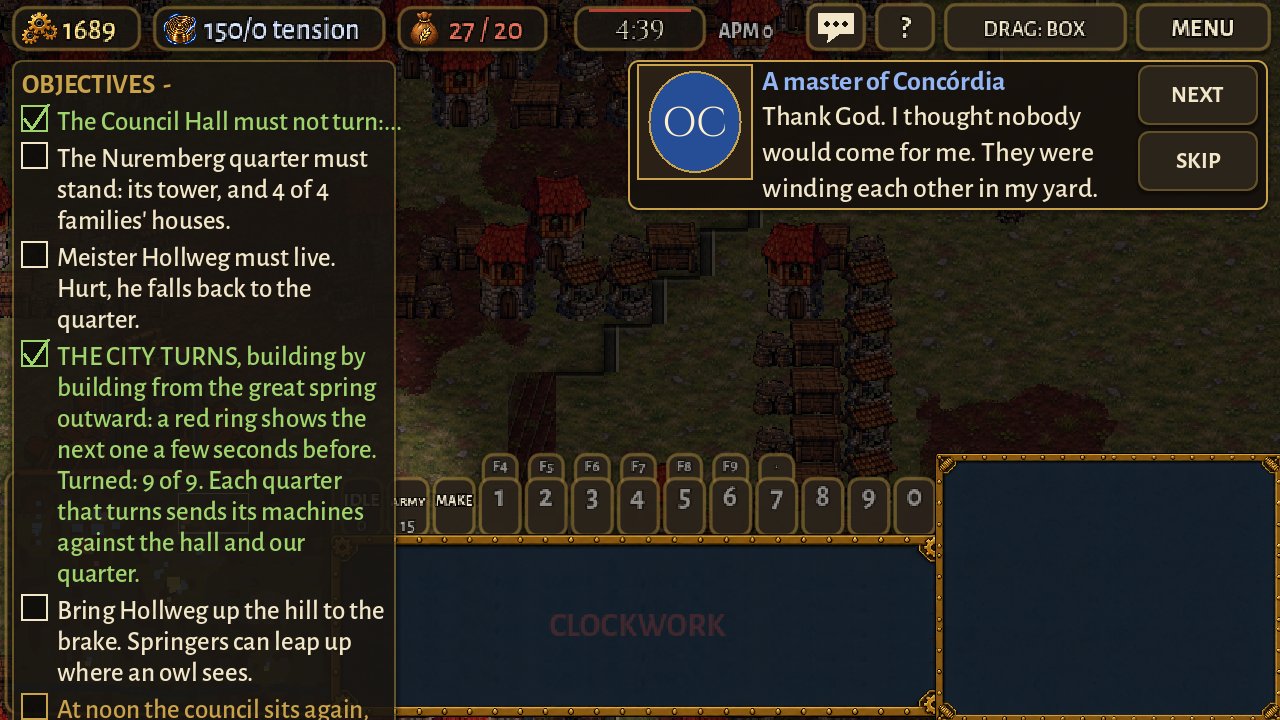 1689
150/0 tension
27 / 20
4:39
APM 0
?
DRAG: BOX
MENU
OBJECTIVES -
The Council Hall must not turn:...
The Nuremberg quarter must
stand: its tower, and 4 of 4
families' houses.
Meister Hollweg must live.
Hurt, he falls back to the
quarter.
THE CITY TURNS, building by
building from the great spring
outward: a red ring shows the
next one a few seconds before.
Turned: 9 of 9. Each quarter
that turns sends its machines
against the hall and our
quarter.
Bring Hollweg up the hill to the
brake. Springers can leap up
where an owl sees.
At noon the council sits again,
OC
A master of Concórdia
Thank God. I thought nobody
would come for me. They were
winding each other in my yard.
NEXT
SKIP
F4 F5 F6 F7 F8 F9
IDLE
0
ARMY
15
MAKE
1 2 3 4 5 6 7 8 9 0
CLOCKWORK